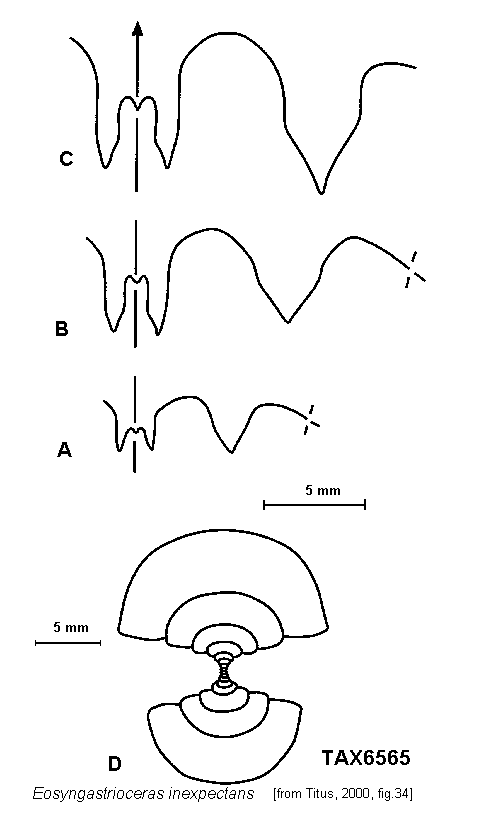 C
B
A
5 mm
5 mm
D
TAX6565
Eosyngastrioceras inexpectans [from Titus, 2000, fig.34]